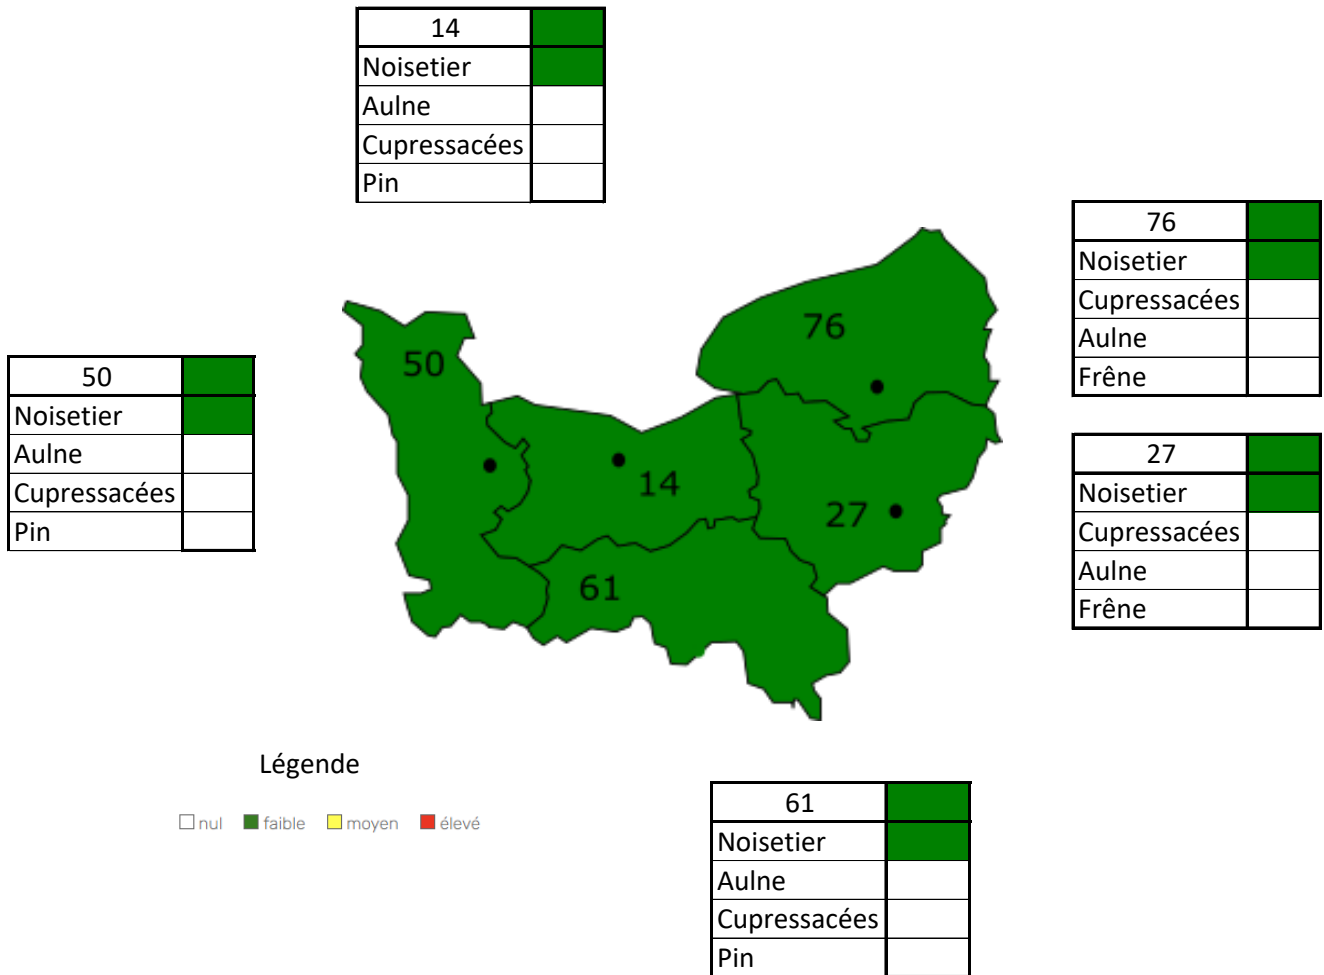 14
Noisetier
Aulne
Cupressacées
Pin
76
Noisetier
Cupressacées
Aulne
Frêne
50
Noisetier
Aulne
Cupressacées
Pin
27
Noisetier
Cupressacées
Aulne
Frêne
76
50
14
27
61
Légende
nul faible moyen élevé
61
Noisetier
Aulne
Cupressacées
Pin